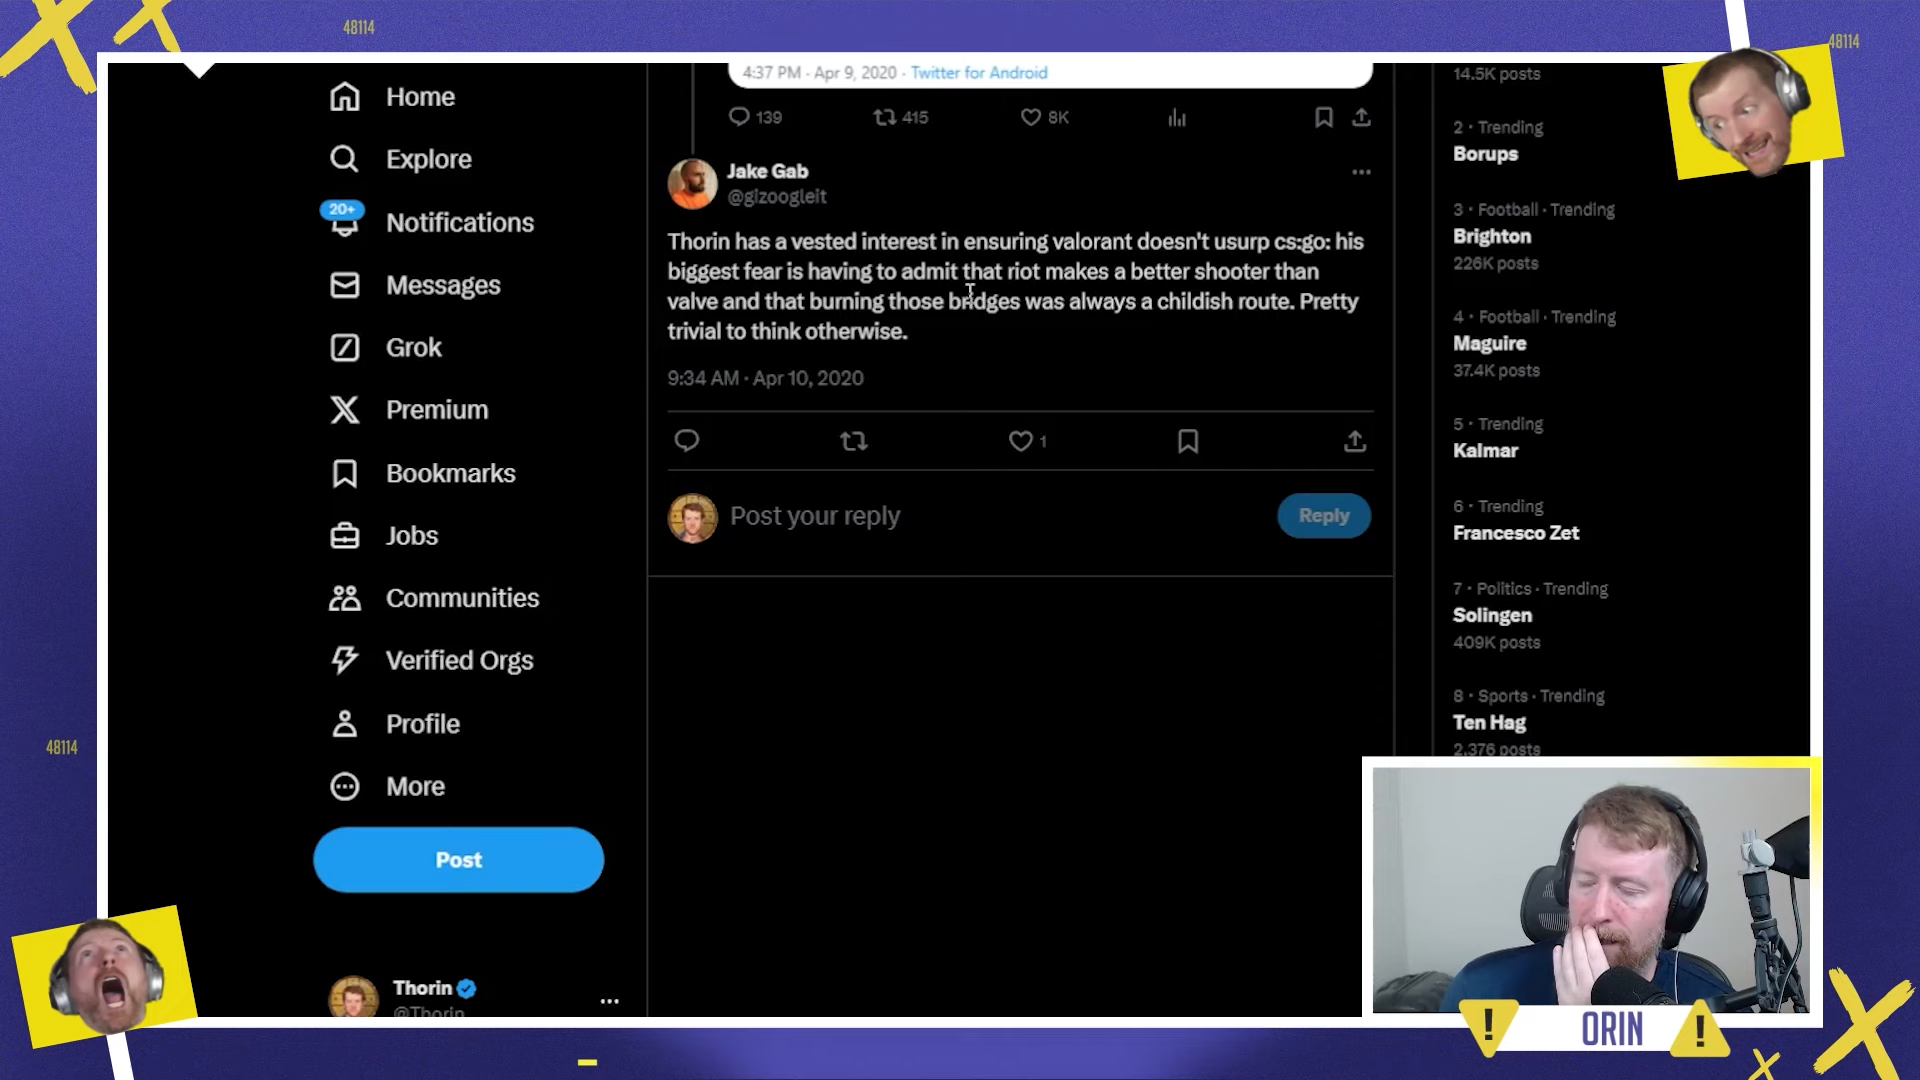 48114
48114
Home
Explore
20+
Notifications
Messages
Grok
Premium
Bookmarks
Jobs
Communities
Verified Orgs
Profile
More
Post
Thorin
@Thorin
4:37 PM · Apr 9, 2020 · Twitter for Android
139
415
8K
Jake Gab
@gizoogleit
Thorin has a vested interest in ensuring valorant doesn't usurp cs:go: his
biggest fear is having to admit that riot makes a better shooter than
valve and that burning those bridges was always a childish route. Pretty
trivial to think otherwise.
9:34 AM · Apr 10, 2020
1
Post your reply
Reply
14.5K posts
2 · Trending
Borups
3 · Football · Trending
Brighton
226K posts
4 · Football · Trending
Maguire
37.4K posts
5 · Trending
Kalmar
6 · Trending
Francesco Zet
7 · Politics · Trending
Solingen
409K posts
8 · Sports · Trending
Ten Hag
2,376 posts
48114
ORIN